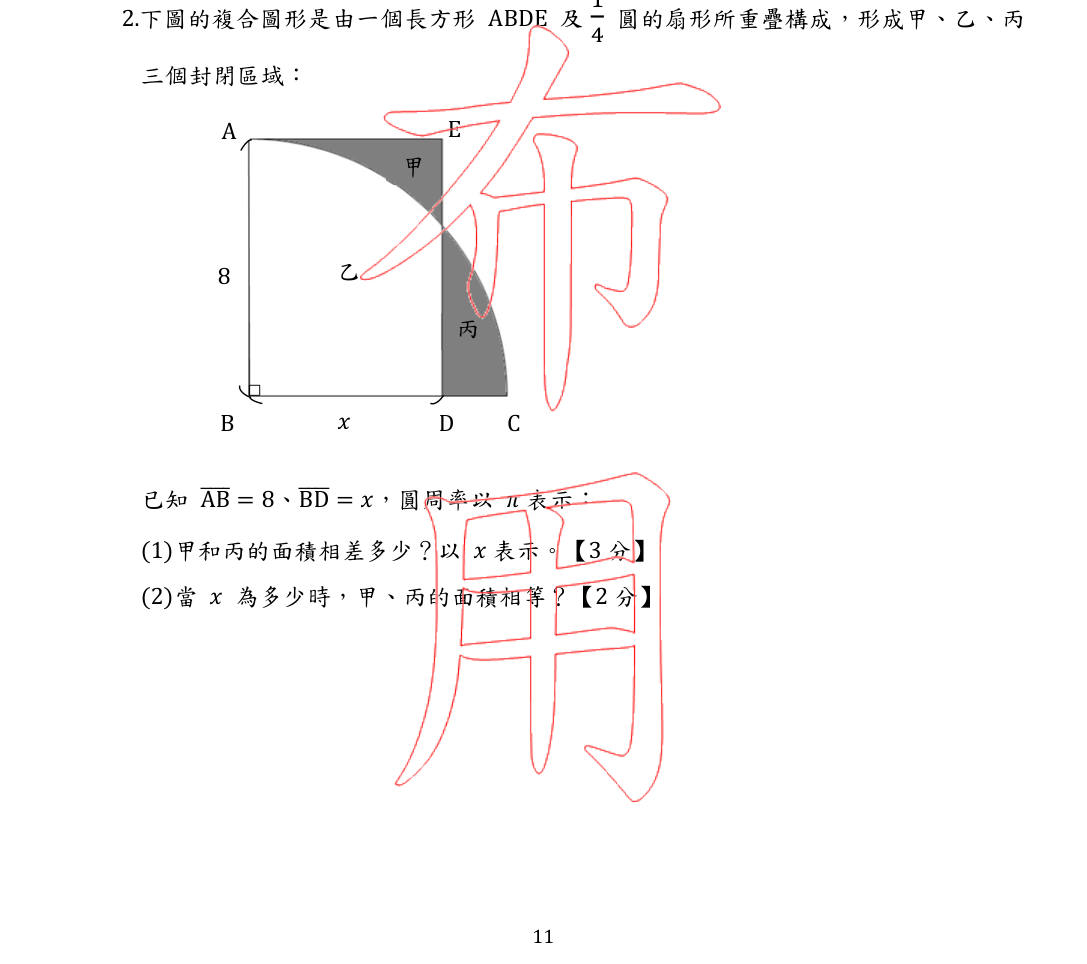 2.下圖的複合圖形是由一個長方形 ABDE 及 1/4 圓的扇形所重疊構成，形成甲、乙、丙
三個封閉區域：
A
E
甲
8
乙
丙
B
x
D
C
已知 AB = 8、BD = x，圓周率以 π 表示：
(1)甲和丙的面積相差多少？以 x 表示。【3 分】
(2)當 x 為多少時，甲、丙的面積相等？【2 分】
布
用
11